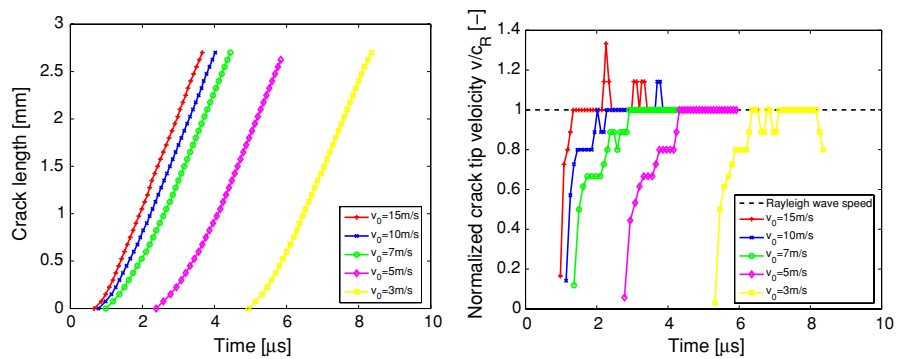 3
2.5
2
1.5
1
0.5
0
Crack length [mm]
0 2 4 6 8 10
Time [μs]
v0=15m/s
v0=10m/s
v0=7m/s
v0=5m/s
v0=3m/s
1.4
1.2
1
0.8
0.6
0.4
0.2
0
Normalized crack tip veloicity v/cR [−]
0 2 4 6 8 10
Time [μs]
Rayleigh wave speed
v0=15m/s
v0=10m/s
v0=7m/s
v0=5m/s
v0=3m/s